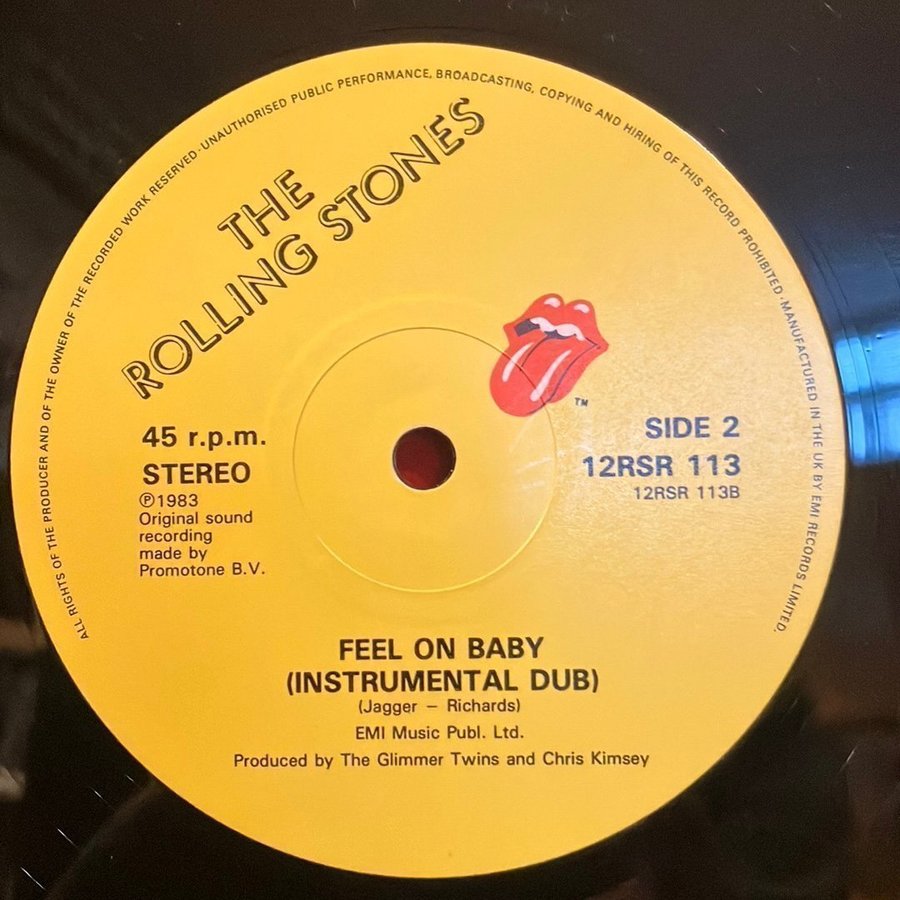 ALL RIGHTS OF THE PRODUCER AND OF THE OWNER OF THE RECORDED WORK RESERVED · UNAUTHORISED PUBLIC PERFORMANCE, BROADCASTING, COPYING AND HIRING OF THIS RECORD PROHIBITED · MANUFACTURED IN THE UK BY EMI RECORDS LIMITED.
THE
ROLLING STONES
TM
45 r.p.m.
STEREO
℗1983
Original sound
recording
made by
Promotone B.V.
SIDE 2
12RSR 113
12RSR 113B
FEEL ON BABY
(INSTRUMENTAL DUB)
(Jagger – Richards)
EMI Music Publ. Ltd.
Produced by The Glimmer Twins and Chris Kimsey